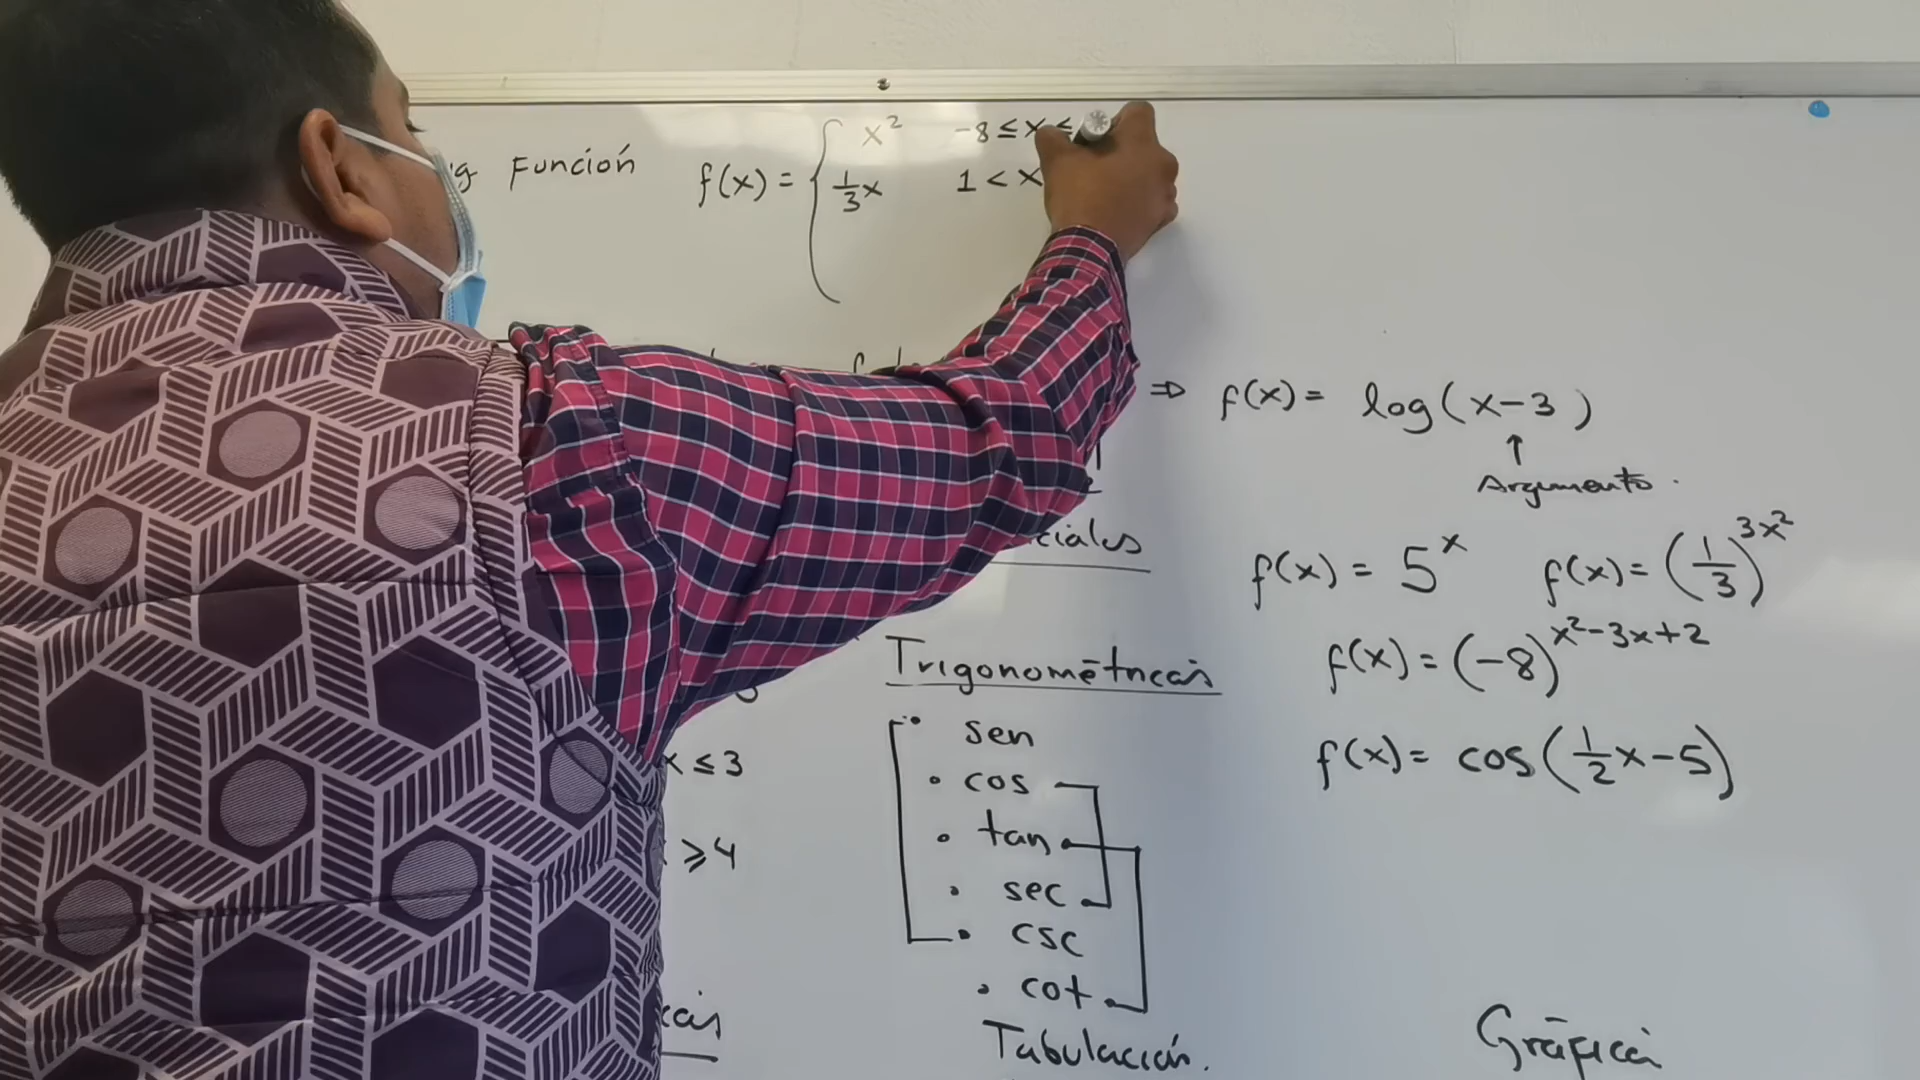 Función f(x) = { x² -8 ≤ x ≤
1/3 x 1 < x
⇒ f(x) = log(x-3)
↑
Argumento.
f(x) = 5^x f(x) = (1/3)^3x²
f(x) = (-8)^x²-3x+2
Trigonométricas
f(x) = cos(1/2 x - 5)
x ≤ 3
≥ 4
• sen
• cos
• tan
• sec
• csc
• cot
Tabulación.
Gráfica